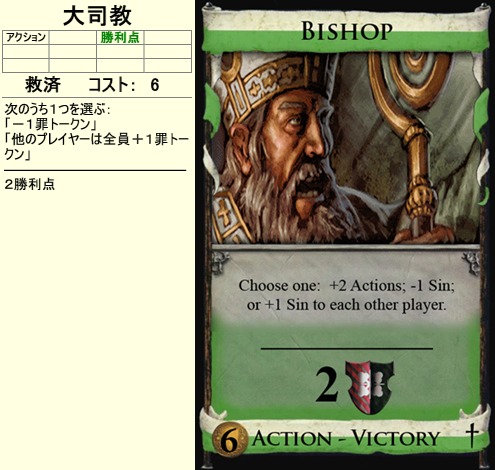 大司教
アクション 勝利点
救済 コスト： 6
次のうち１つを選ぶ：
「－１罪トークン」
「他のプレイヤーは全員＋１罪トー
クン」
２勝利点
BISHOP
Choose one: +2 Actions; -1 Sin;
or +1 Sin to each other player.
2
6 ACTION - VICTORY †